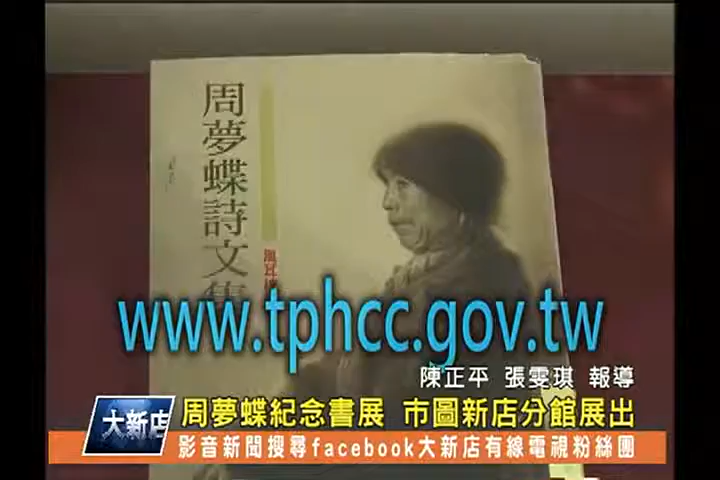 周夢蝶詩文集
www.tphcc.gov.tw
陳正平 張雯琪 報導
大新店
周夢蝶紀念書展 市圖新店分館展出
影音新聞搜尋facebook大新店有線電視粉絲團